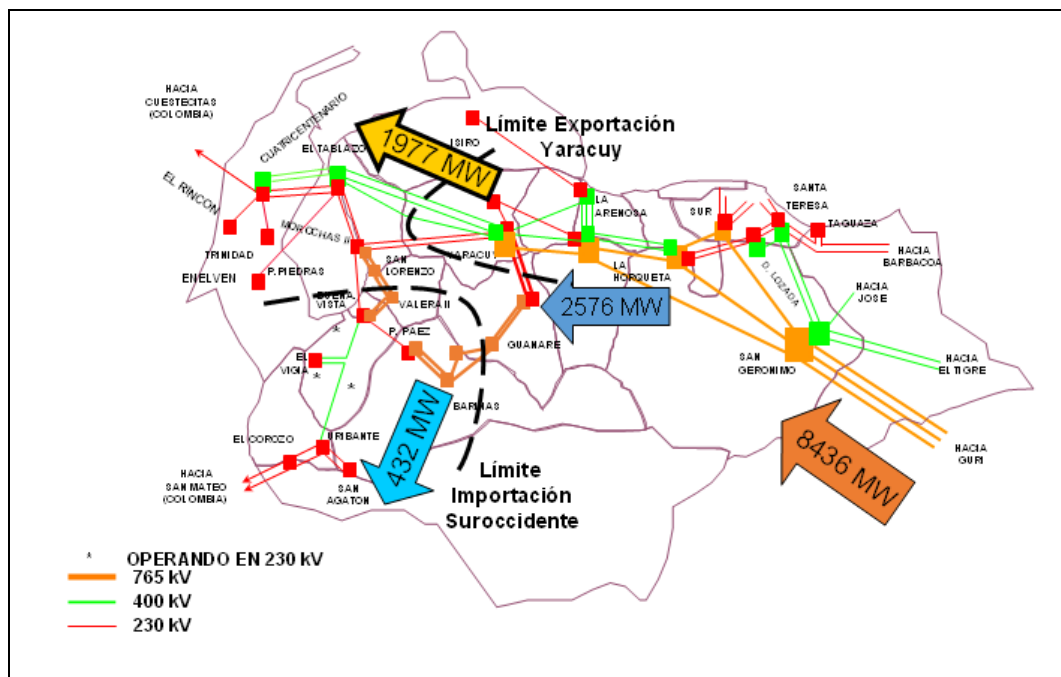 HACIA
CUESTECITAS
(COLOMBIA)
CUATRICENTENARIO
EL TABLAZO
1977 MW
ISIRO
Límite Exportación
Yaracuy
EL RINCON
TRINIDAD
ENELVEN
P.PIEDRAS
MOROCHAS II
SAN
LORENZO
BUENA
VISTA
VALERA II
YARACUY
LA
ARENOSA
LA
HORQUETA
SUR
SANTA
TERESA
TAGUAZA
HACIA
BARBACOA
D. LOZADA
HACIA
JOSE
HACIA
EL TIGRE
SAN
GERONIMO
HACIA
GURI
2576 MW
8436 MW
P. PAEZ
GUANARE
BARINAS
EL
VIGIA
*
*
*
432 MW
EL COROZO
URIBANTE
HACIA
SAN MATEO
(COLOMBIA)
SAN
AGATON
Límite
Importación
Suroccidente
* OPERANDO EN 230 kV
765 kV
400 kV
230 kV